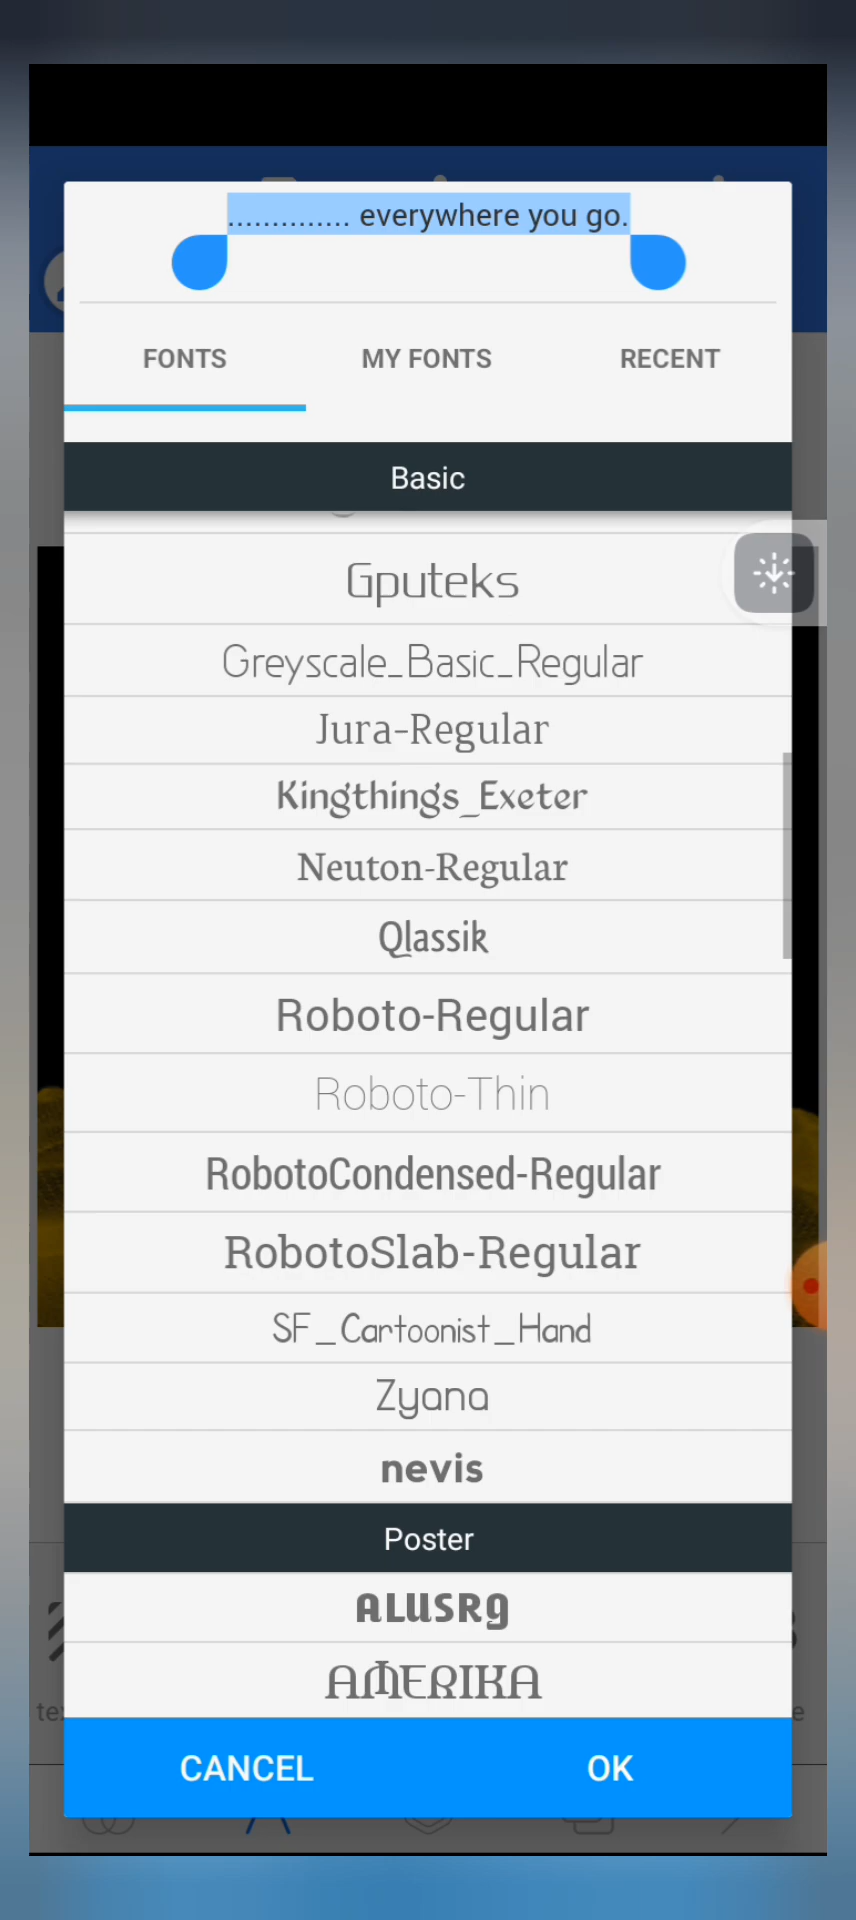 .............. everywhere you go.
FONTS MY FONTS RECENT
Basic
Gputeks
Greyscale_Basic_Regular
Jura-Regular
Kingthings_Exeter
Neuton-Regular
Qlassik
Roboto-Regular
Roboto-Thin
RobotoCondensed-Regular
RobotoSlab-Regular
SF_Cartoonist_Hand
Zyana
nevis
Poster
ALUSRg
AMERIKA
CANCEL OK